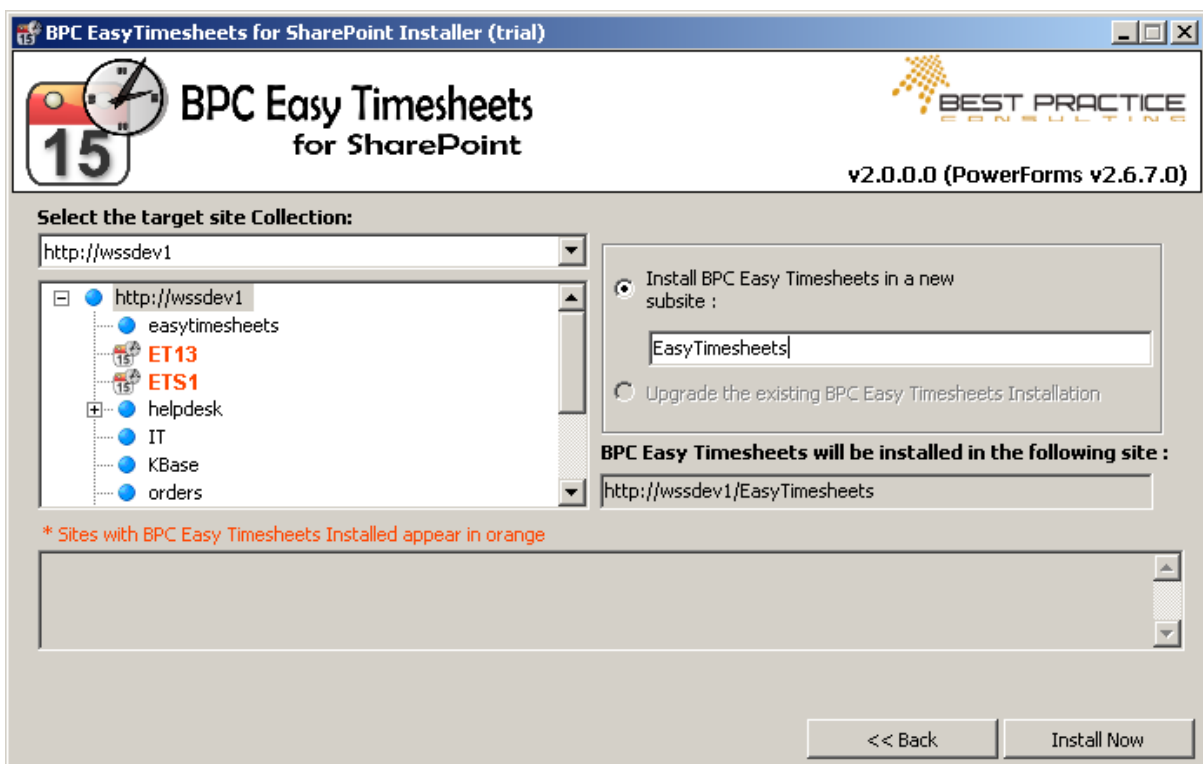 BPC EasyTimesheets for SharePoint Installer (trial)
15
BPC Easy Timesheets
for SharePoint
BEST PRACTICE
CONSULTING
v2.0.0.0 (PowerForms v2.6.7.0)
Select the target site Collection:
http://wssdev1
http://wssdev1
easytimesheets
ET13
ETS1
helpdesk
IT
KBase
orders
Install BPC Easy Timesheets in a new
subsite :
EasyTimesheets
Upgrade the existing BPC Easy Timesheets Installation
BPC Easy Timesheets will be installed in the following site :
http://wssdev1/EasyTimesheets
* Sites with BPC Easy Timesheets Installed appear in orange
<< Back
Install Now